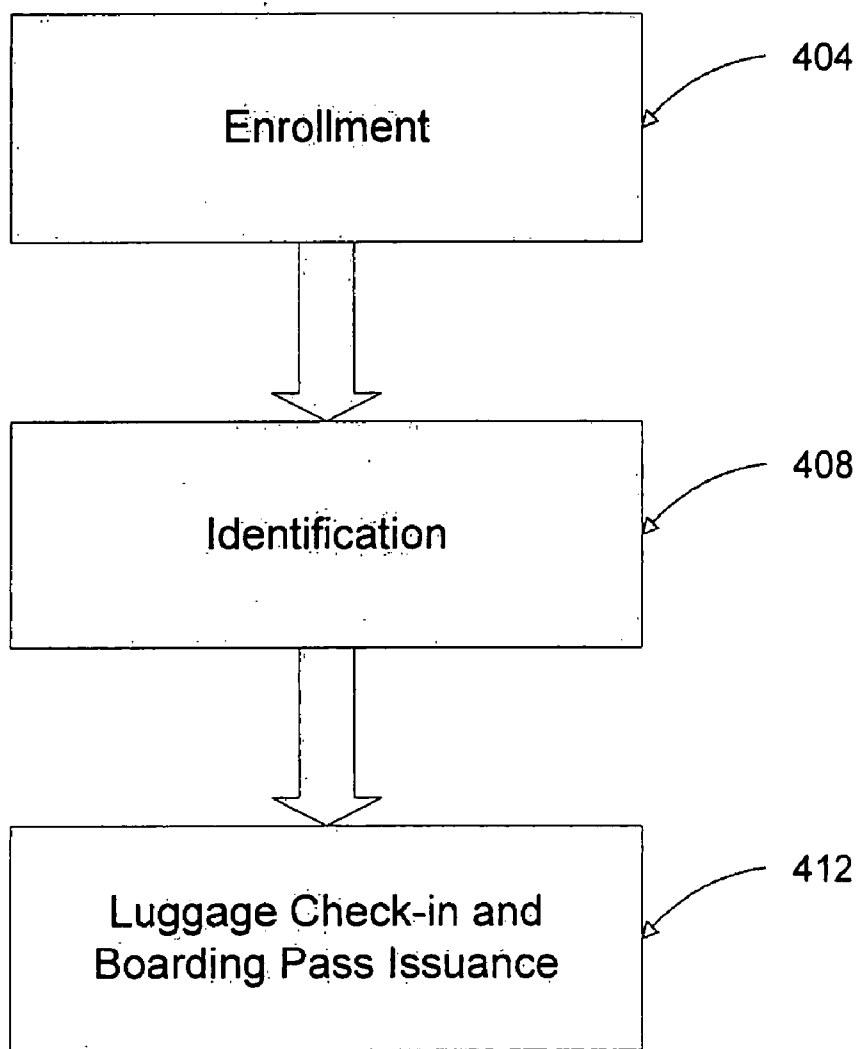 Enrollment
404
Identification
408
Luggage Check-in and
Boarding Pass Issuance
412